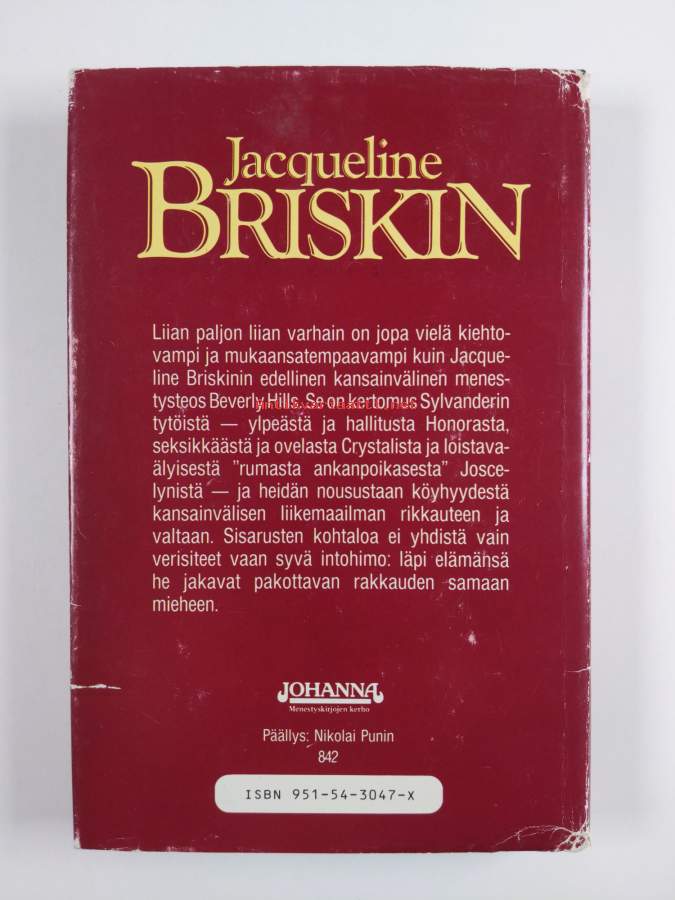 Jacqueline
BRISKIN
Liian paljon liian varhain on jopa vielä kiehto-
vampi ja mukaansatempaavampi kuin Jacque-
line Briskinin edellinen kansainvälinen menes-
tysteos Beverly Hills. Se on kertomus Sylvanderin
tytöistä — ylpeästä ja hallitusta Honorasta,
seksikkäästä ja ovelasta Crystalista ja loistava-
älyisestä ”rumasta ankanpoikasesta” Josce-
lynistä — ja heidän nousustaan köyhyydestä
kansainvälisen liikemaailman rikkauteen ja
valtaan. Sisarusten kohtaloa ei yhdistä vain
verisiteet vaan syvä intohimo: läpi elämänsä
he jakavat pakottavan rakkauden samaan
mieheen.
JOHANNA
Menestyskirjojen kerho
Päällys: Nikolai Punin
842
ISBN 951-54-3047-X